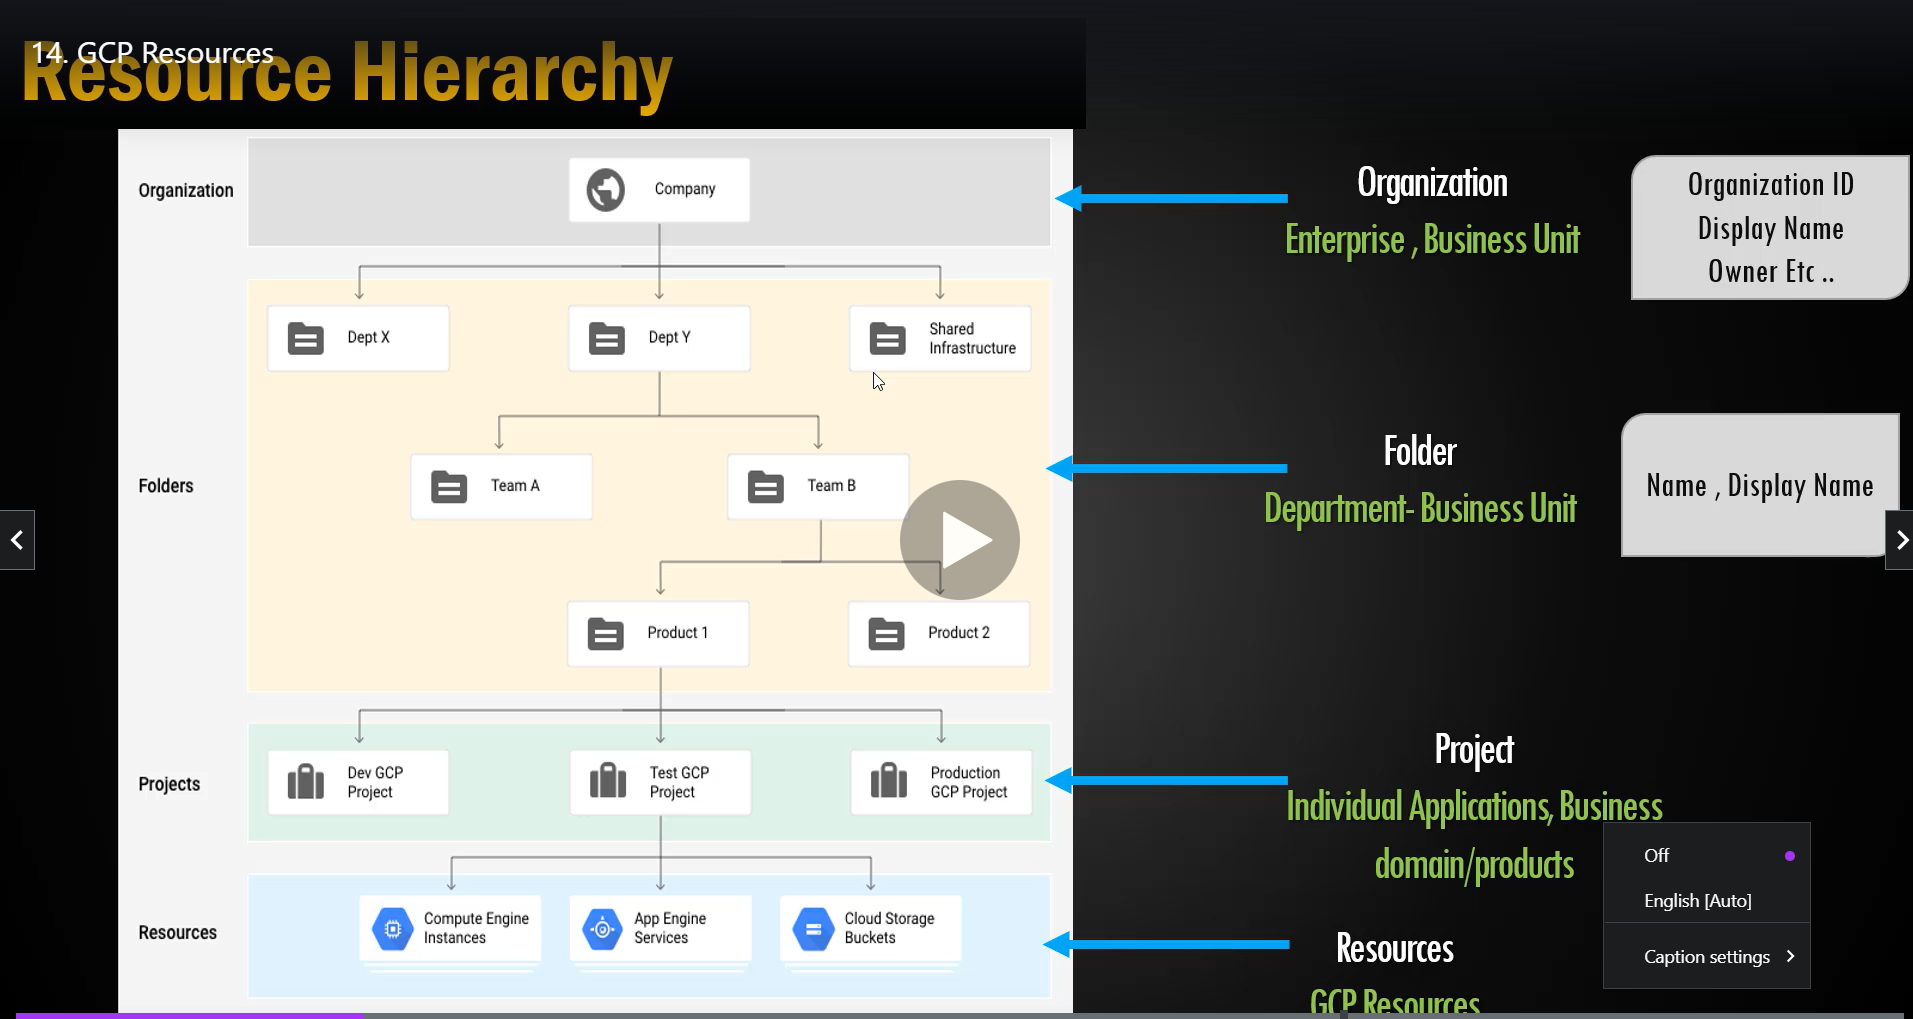 14. GCP Resources
Resource Hierarchy
Organization
Company
Organization
Enterprise , Business Unit
Organization ID
Display Name
Owner Etc ..
Dept X
Dept Y
Shared
Infrastructure
Folders
Team A
Team B
Folder
Department- Business Unit
Name , Display Name
Product 1
Product 2
Projects
Dev GCP
Project
Test GCP
Project
Production
GCP Project
Project
Individual Applications, Business
domain/products
Resources
Compute Engine
Instances
App Engine
Services
Cloud Storage
Buckets
Resources
GCP Resources
Off
English [Auto]
Caption settings